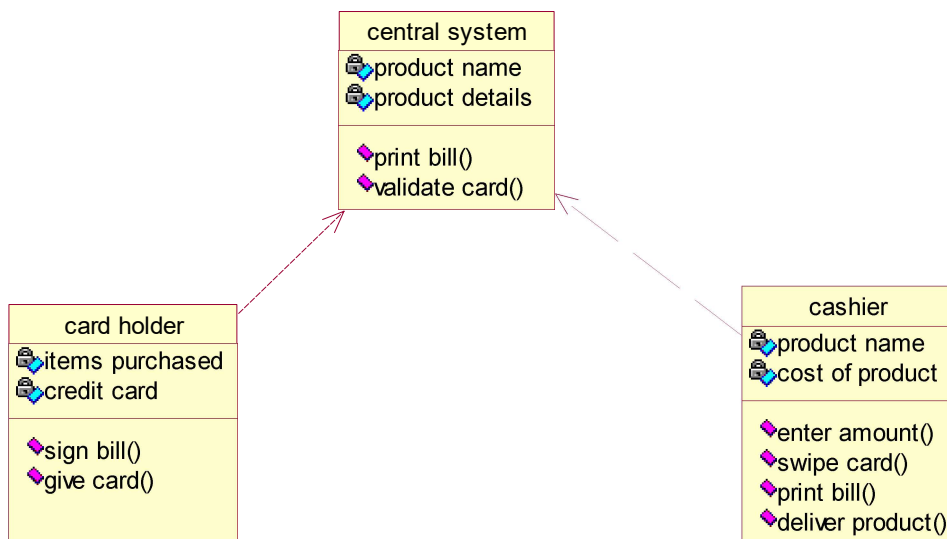 central system
product name
product details
print bill()
validate card()
card holder
items purchased
credit card
sign bill()
give card()
cashier
product name
cost of product
enter amount()
swipe card()
print bill()
deliver product()